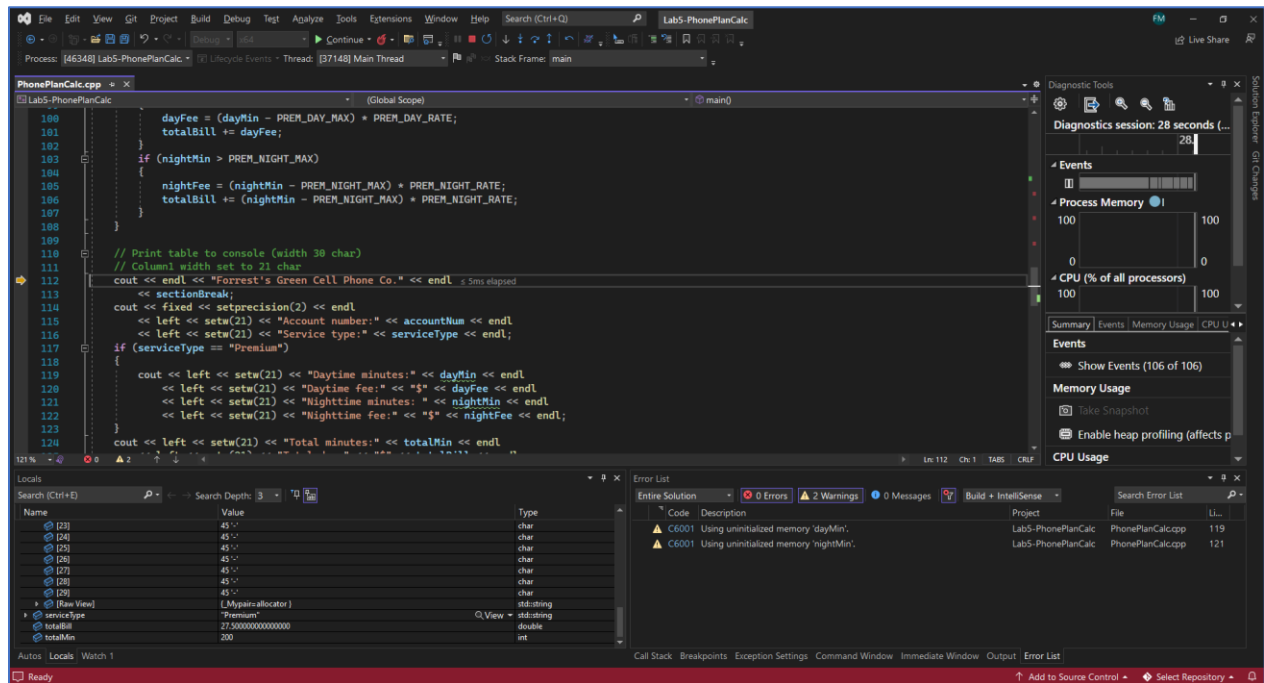 File Edit View Git Project Build Debug Test Analyze Tools Extensions Window Help Search (Ctrl+Q) Lab5-PhonePlanCalc FM
Debug x64 Continue Live Share
Process: [46348] Lab5-PhonePlanCalc. Lifecycle Events Thread: [37148] Main Thread Stack Frame: main
PhonePlanCalc.cpp
Lab5-PhonePlanCalc (Global Scope) main()
100 dayFee = (dayMin - PREM_DAY_MAX) * PREM_DAY_RATE;
101 totalBill += dayFee;
102 }
103 if (nightMin > PREM_NIGHT_MAX)
104 {
105 nightFee = (nightMin - PREM_NIGHT_MAX) * PREM_NIGHT_RATE;
106 totalBill += (nightMin - PREM_NIGHT_MAX) * PREM_NIGHT_RATE;
107 }
108 }
109
110 // Print table to console (width 30 char)
111 // Column1 width set to 21 char
112 cout << endl << "Forrest's Green Cell Phone Co." << endl ≤ 5ms elapsed
113 << sectionBreak;
114 cout << fixed << setprecision(2) << endl
115 << left << setw(21) << "Account number:" << accountNum << endl
116 << left << setw(21) << "Service type:" << serviceType << endl;
117 if (serviceType == "Premium")
118 {
119 cout << left << setw(21) << "Daytime minutes:" << dayMin << endl
120 << left << setw(21) << "Daytime fee:" << "$" << dayFee << endl
121 << left << setw(21) << "Nighttime minutes: " << nightMin << endl
122 << left << setw(21) << "Nighttime fee:" << "$" << nightFee << endl;
123 }
124 cout << left << setw(21) << "Total minutes:" << totalMin << endl
121 % 0 2 Ln: 112 Ch: 1 TABS CRLF
Diagnostic Tools
Diagnostics session: 28 seconds (...
28.
Events
Process Memory
100 100
0 0
CPU (% of all processors)
100 100
Summary Events Memory Usage CPU U
Events
Show Events (106 of 106)
Memory Usage
Take Snapshot
Enable heap profiling (affects p
CPU Usage
Solution Explorer
Git Changes
Locals
Search (Ctrl+E) Search Depth: 3
Name Value Type
[23] 45 '-' char
[24] 45 '-' char
[25] 45 '-' char
[26] 45 '-' char
[27] 45 '-' char
[28] 45 '-' char
[29] 45 '-' char
[Raw View] {_Mypair=allocator } std::string
serviceType "Premium" View std::string
totalBill 27.500000000000000 double
totalMin 200 int
Autos Locals Watch 1
Error List
Entire Solution 0 Errors 2 Warnings 0 Messages Build + IntelliSense Search Error List
Code Description Project File Li...
C6001 Using uninitialized memory 'dayMin'. Lab5-PhonePlanCalc PhonePlanCalc.cpp 119
C6001 Using uninitialized memory 'nightMin'. Lab5-PhonePlanCalc PhonePlanCalc.cpp 121
Call Stack Breakpoints Exception Settings Command Window Immediate Window Output Error List
Ready Add to Source Control Select Repository